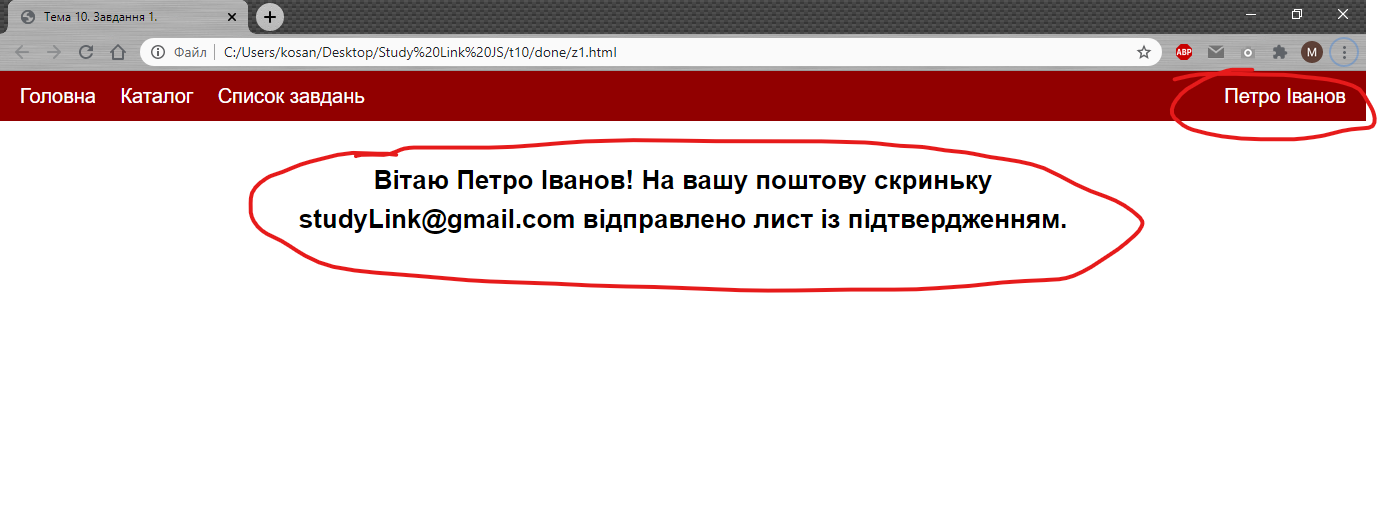 Тема 10. Завдання 1.
Файл C:/Users/kosan/Desktop/Study%20Link%20JS/t10/done/z1.html
ABP
M
Головна Каталог Список завдань Петро Іванов
Вітаю Петро Іванов! На вашу поштову скриньку
studyLink@gmail.com відправлено лист із підтвердженням.